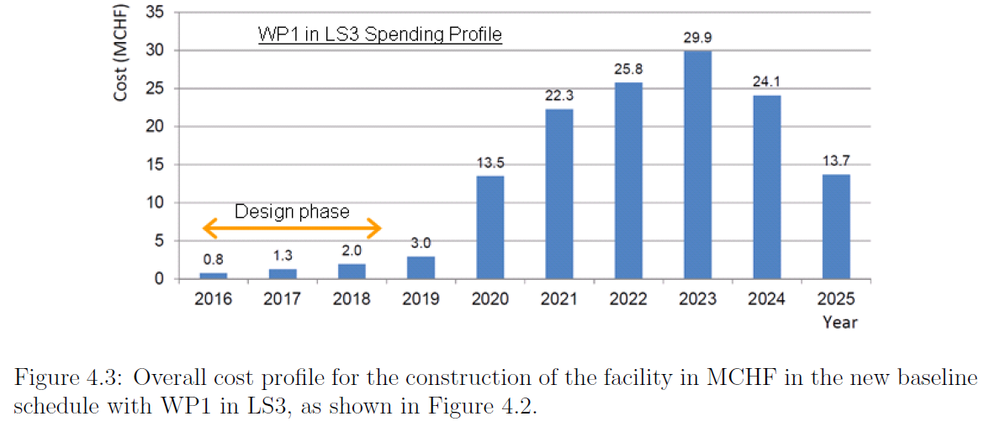 Cost (MCHF)
35
30
25
20
15
10
5
0
WP1 in LS3 Spending Profile
Design phase
0.8
1.3
2.0
3.0
13.5
22.3
25.8
29.9
24.1
13.7
2016 2017 2018 2019 2020 2021 2022 2023 2024 2025
Year
Figure 4.3: Overall cost profile for the construction of the facility in MCHF in the new baseline
schedule with WP1 in LS3, as shown in Figure 4.2.